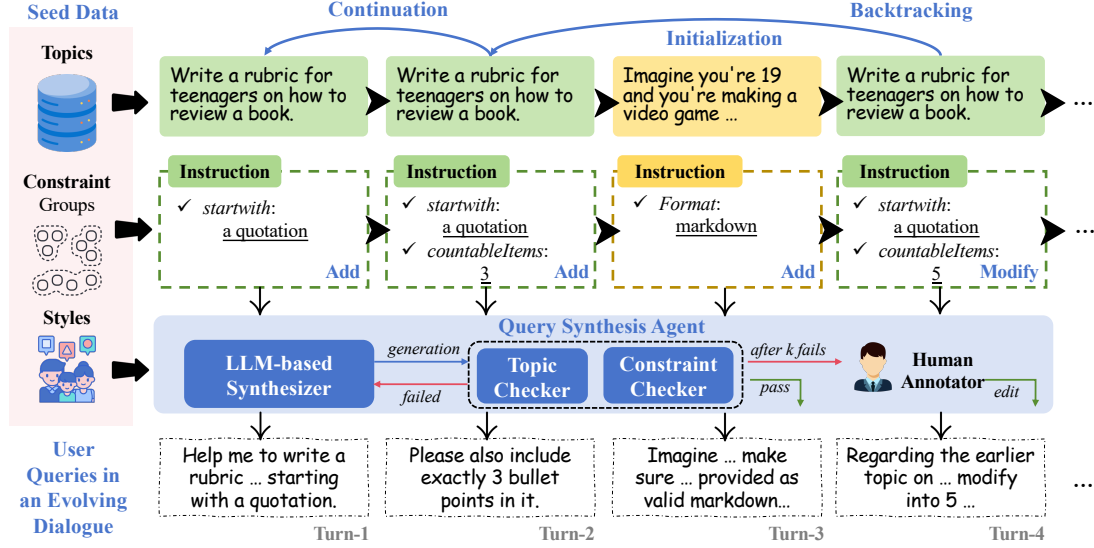 Seed Data
Continuation
Backtracking
Initialization
Topics
Write a rubric for
teenagers on how to
review a book.
Write a rubric for
teenagers on how to
review a book.
Imagine you're 19
and you're making a
video game ...
Write a rubric for
teenagers on how to
review a book.
...
Constraint
Groups
Instruction
✓ startwith:
a quotation
Add
Instruction
✓ startwith:
a quotation
✓ countableItems:
3
Add
Instruction
✓ Format:
markdown
Add
Instruction
✓ startwith:
a quotation
✓ countableItems:
5
Modify
...
Styles
Query Synthesis Agent
LLM-based
Synthesizer
generation
failed
Topic
Checker
Constraint
Checker
after k fails
pass
Human
Annotator
edit
User
Queries in
an Evolving
Dialogue
Help me to write a
rubric ... starting
with a quotation.
Turn-1
Please also include
exactly 3 bullet
points in it.
Turn-2
Imagine ... make
sure ... provided as
valid markdown...
Turn-3
Regarding the earlier
topic on ... modify
into 5 ...
Turn-4
...